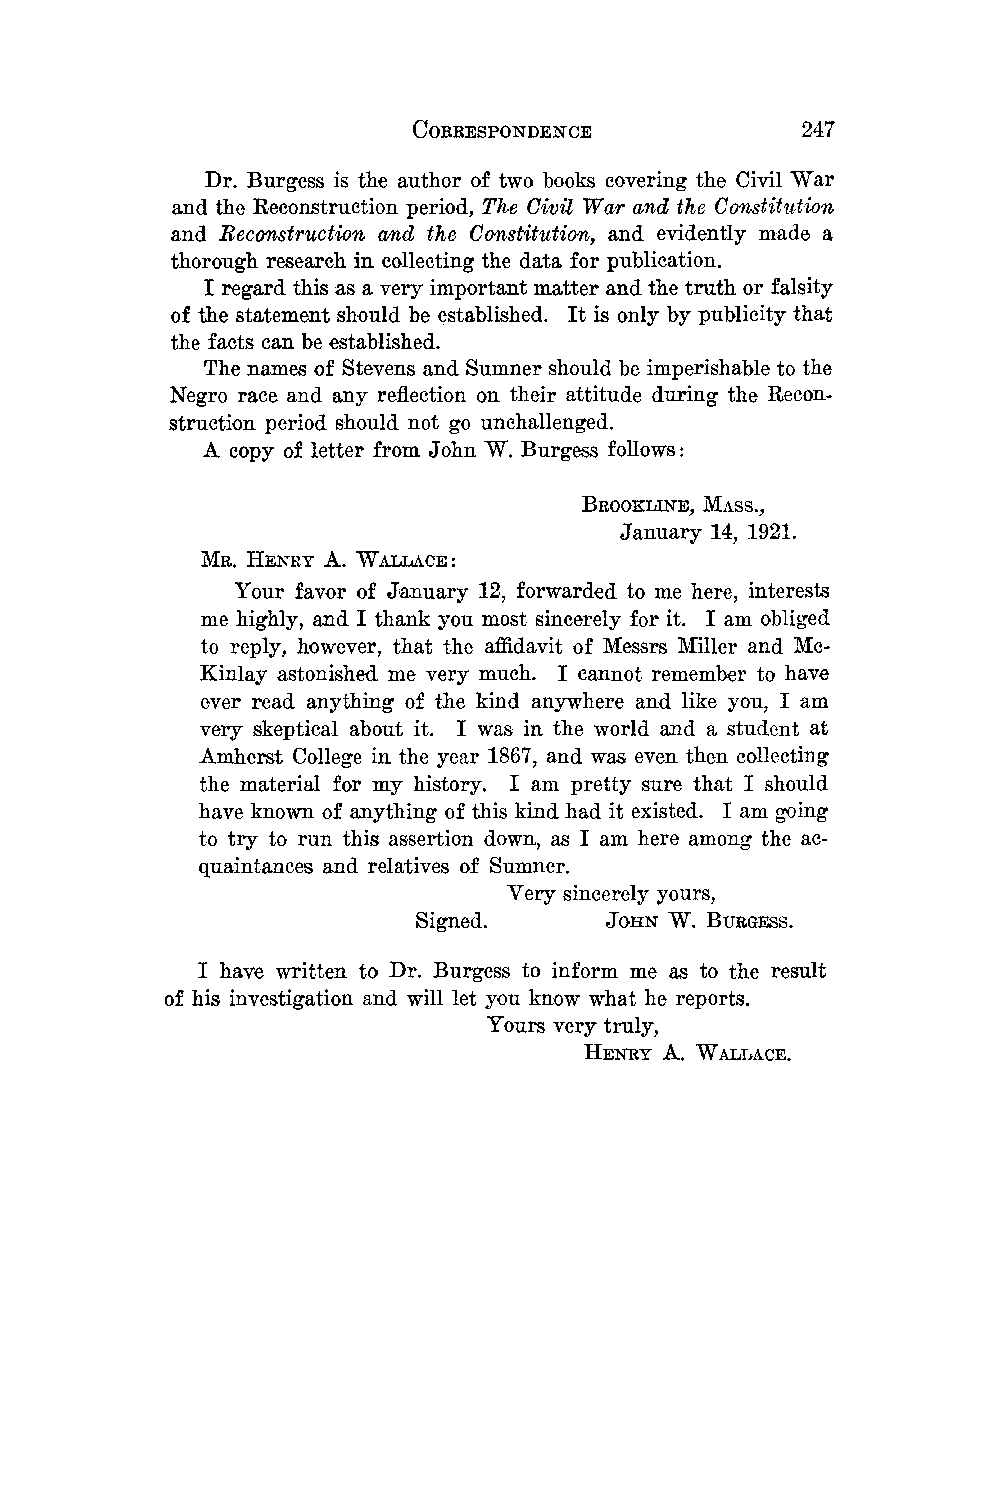 CORRESPONDENCE 247
Dr. Burgess is the author of two books covering the Civil War
and the Reconstruction period, The Civil War and the Constitution
and Reconstruction and the Constitution, and evidently made a
thorough research in collecting the data for publication.
I regard this as a very important matter and the truth or falsity
of the statement should be established. It is only by publicity that
the facts can be established.
The names of Stevens and Sumner should be imperishable to the
Negro race and any reflection on their attitude during the Recon-
struction period should not go unchallenged.
A copy of letter from John W. Burgess follows:
BROOKLINE, MASS.,
January 14, 1921.
MR. HENRY A. WALLACE:
Your favor of January 12, forwarded to me here, interests
me highly, and I thank you most sincerely for it. I am obliged
to reply, however, that the affidavit of Messrs Miller and Mc-
Kinlay astonished me very much. I cannot remember to have
ever read anything of the kind anywhere and like you, I am
very skeptical about it. I was in the world and a student at
Amherst College in the year 1867, and was even then collecting
the material for my history. I am pretty sure that I should
have known of anything of this kind had it existed. I am going
to try to run this assertion down, as I am here among the ac-
quaintances and relatives of Sumner.
Very sincerely yours,
Signed. JOHN W. BURGESS.
I have written to Dr. Burgess to inform me as to the result
of his investigation and will let you know what he reports.
Yours very truly,
HENRY A. WALLACE.